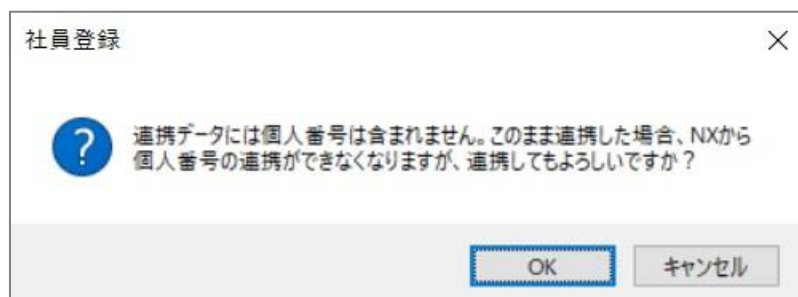 社員登録
連携データには個人番号は含まれません。このまま連携した場合、NXから
個人番号の連携ができなくなりますが、連携してもよろしいですか？
OK
キャンセル